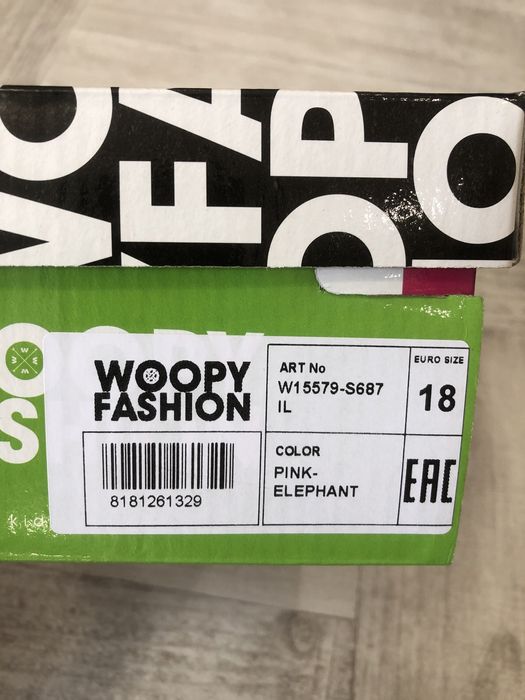 WOOPY
FASHION
8181261329
ART No
W15579-S687
IL
COLOR
PINK-
ELEPHANT
EURO SIZE
18
EAC